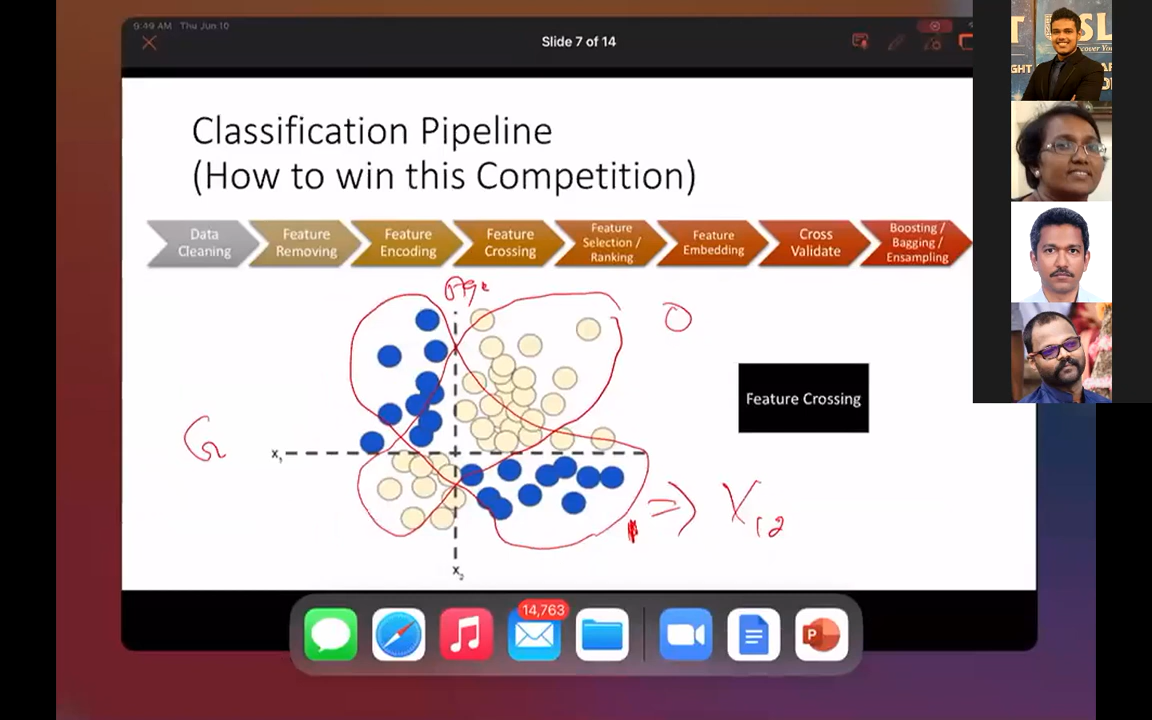 9:49 AM Thu Jun 10
Slide 7 of 14
Classification Pipeline
(How to win this Competition)
Data
Cleaning
Feature
Removing
Feature
Encoding
Feature
Crossing
Feature
Selection /
Ranking
Feature
Embedding
Cross
Validate
Boosting /
Bagging /
Ensampling
Age
Feature Crossing
x₁
x₂
=> X₁₂
14,763
P